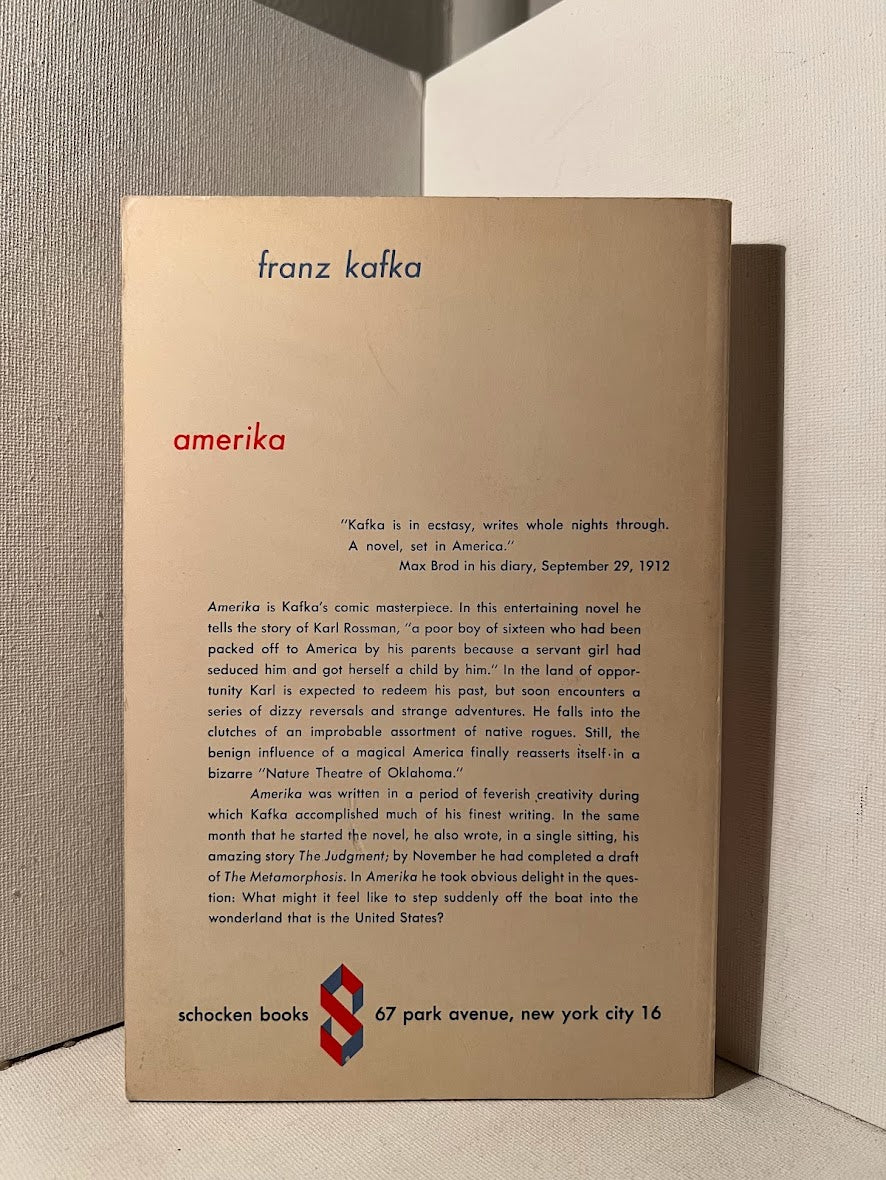 franz kafka
amerika
"Kafka is in ecstasy, writes whole nights through.
A novel, set in America."
Max Brod in his diary, September 29, 1912
Amerika is Kafka's comic masterpiece. In this entertaining novel he
tells the story of Karl Rossman, "a poor boy of sixteen who had been
packed off to America by his parents because a servant girl had
seduced him and got herself a child by him." In the land of oppor-
tunity Karl is expected to redeem his past, but soon encounters a
series of dizzy reversals and strange adventures. He falls into the
clutches of an improbable assortment of native rogues. Still, the
benign influence of a magical America finally reasserts itself in a
bizarre "Nature Theatre of Oklahoma."
Amerika was written in a period of feverish creativity during
which Kafka accomplished much of his finest writing. In the same
month that he started the novel, he also wrote, in a single sitting, his
amazing story The Judgment; by November he had completed a draft
of The Metamorphosis. In Amerika he took obvious delight in the ques-
tion: What might it feel like to step suddenly off the boat into the
wonderland that is the United States?
schocken books S 67 park avenue, new york city 16